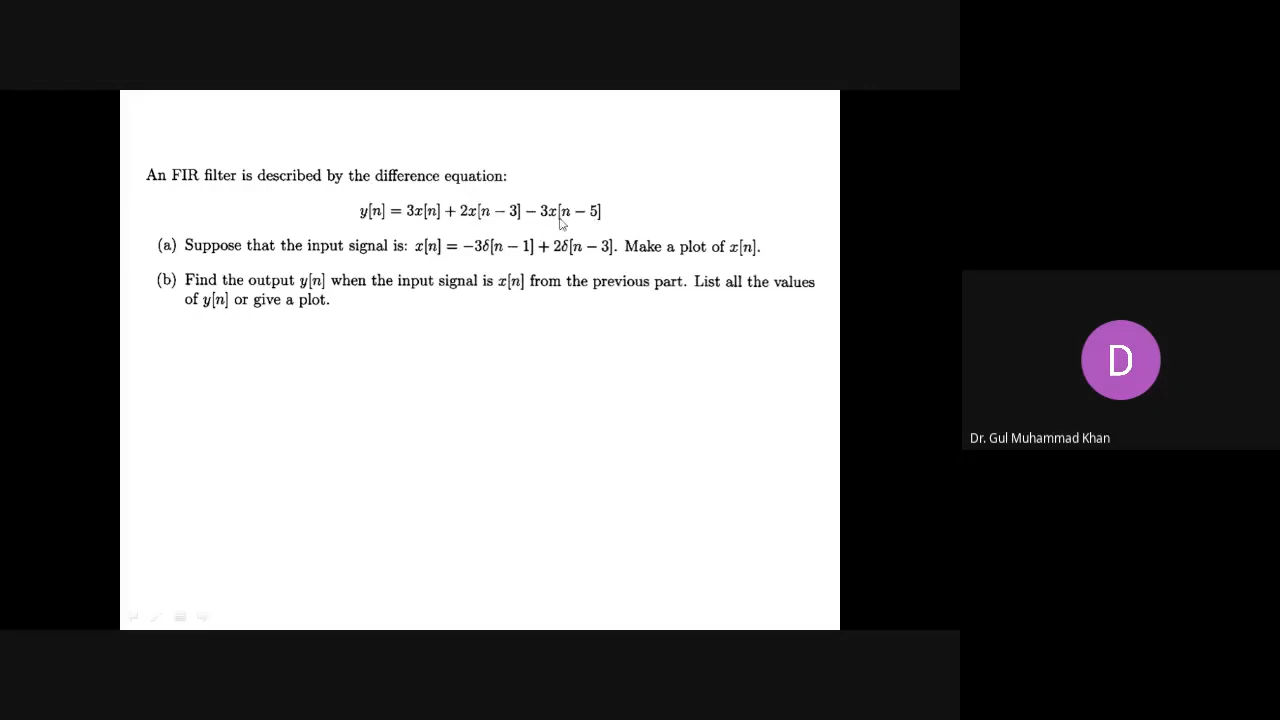 An FIR filter is described by the difference equation:
y[n] = 3x[n] + 2x[n − 3] − 3x[n − 5]
(a) Suppose that the input signal is: x[n] = −3δ[n − 1] + 2δ[n − 3]. Make a plot of x[n].
(b) Find the output y[n] when the input signal is x[n] from the previous part. List all the values
of y[n] or give a plot.
D
Dr. Gul Muhammad Khan